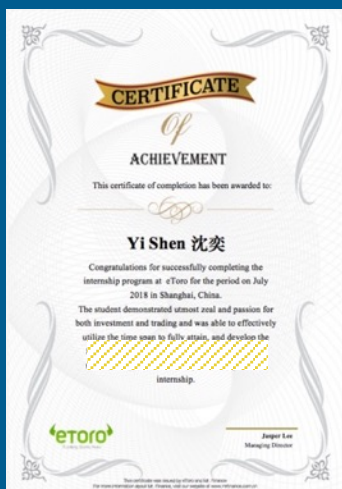 CERTIFICATE
Of
ACHIEVEMENT
This certificate of completion has been awarded to:
Yi Shen 沈奕
Congratulations for successfully completing the
internship program at eToro for the period on July
2018 in Shanghai, China.
The student demonstrated utmost zeal and passion for
both investment and trading and was able to effectively
utilize the time span to fully attain, and develop the
internship.
eToro
Jasper Lee
Managing Director